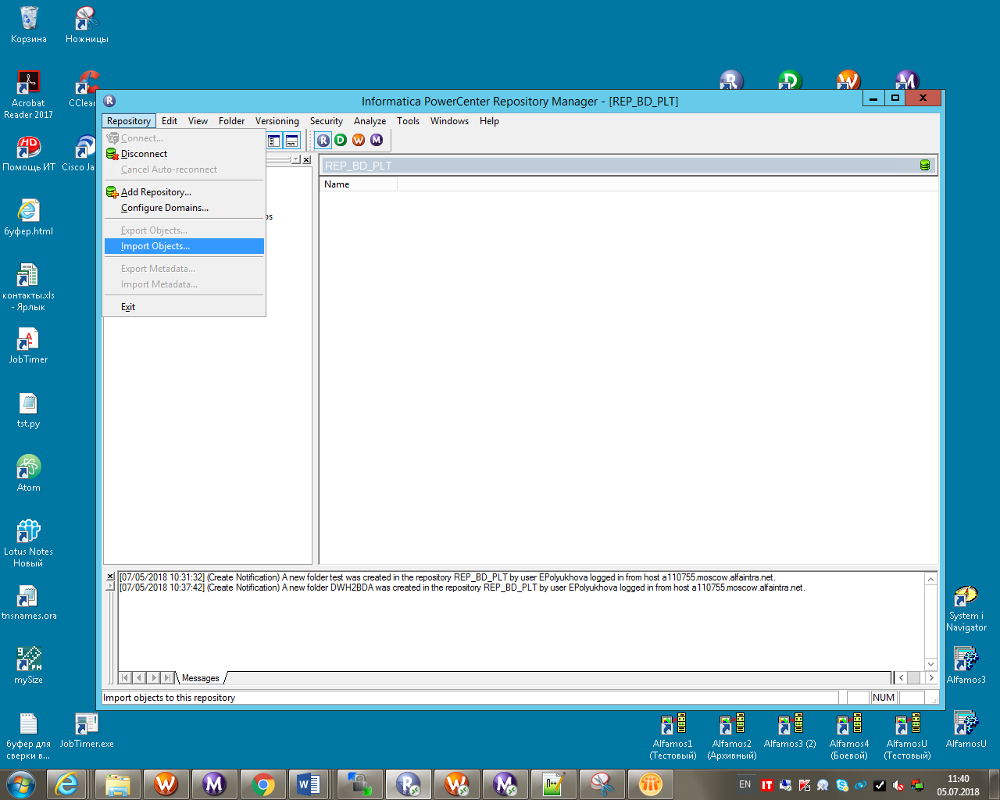 Корзина
Ножницы
Acrobat
Reader 2017
CClea
Помощь ИТ
Cisco Ja
буфер.html
контакты.xls
- Ярлык
JobTimer
tst.py
Atom
Lotus Notes
Новый
tnsnames.ora
mySize
буфер для
сверки в...
JobTimer.exe
R
D
W
M
Informatica PowerCenter Repository Manager - [REP_BD_PLT]
Repository Edit View Folder Versioning Security Analyze Tools Windows Help
R D W M
Connect...
Disconnect
Cancel Auto-reconnect
Add Repository...
Configure Domains...
Export Objects...
Import Objects...
Export Metadata...
Import Metadata...
Exit
REP_BD_PLT
Name
[07/05/2018 10:31:32] (Create Notification) A new folder test was created in the repository REP_BD_PLT by user EPolyukhova logged in from host a110755.moscow.alfaintra.net.
[07/05/2018 10:37:42] (Create Notification) A new folder DWH2BDA was created in the repository REP_BD_PLT by user EPolyukhova logged in from host a110755.moscow.alfaintra.net.
Messages
Import objects to this repository
NUM
System i
Navigator
Alfamos3
Alfamos1
(Тестовый)
Alfamos2
(Архивный)
Alfamos3 (2)
Alfamos4
(Боевой)
AlfamosU
(Тестовый)
AlfamosU
EN
11:40
05.07.2018